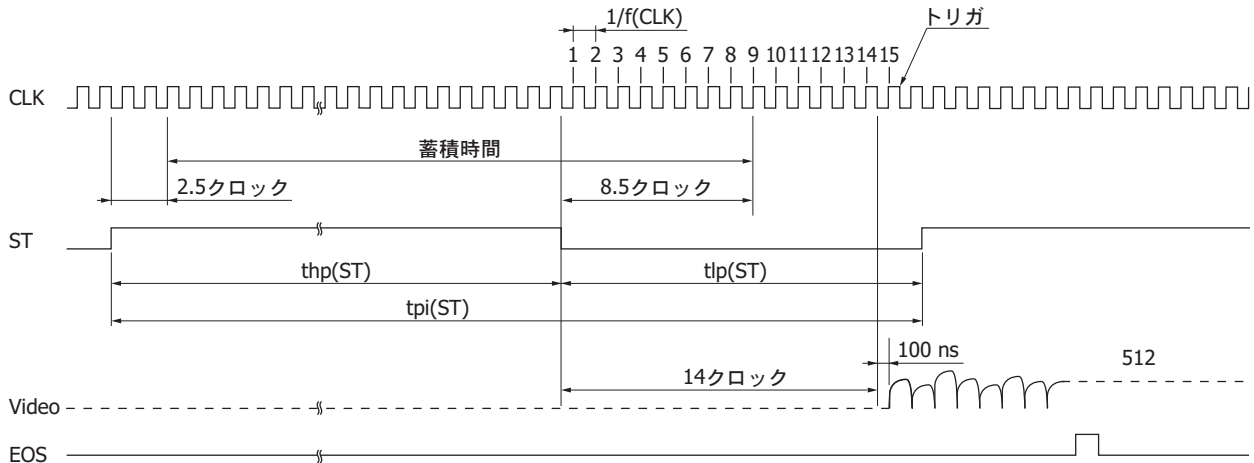 1/f(CLK)
トリガ
1 2 3 4 5 6 7 8 9 10 11 12 13 14 15
CLK
蓄積時間
2.5クロック
8.5クロック
ST
thp(ST)
tlp(ST)
tpi(ST)
100 ns
512
14クロック
Video
EOS